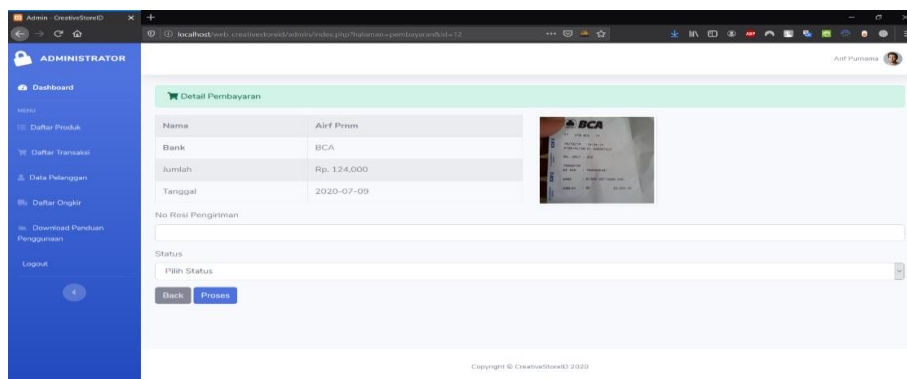 Admin - CreativeStoreID
localhost/web_creativestoreid/admin/index.php?halaman=pembayaran&id=12
ADMINISTRATOR
Arif Purnama
Dashboard
MENU
Daftar Produk
Daftar Transaksi
Data Pelanggan
Daftar Ongkir
Download Panduan
Penggunaan
Logout
Detail Pembayaran
Nama Airf Prnm
Bank BCA
Jumlah Rp. 124,000
Tanggal 2020-07-09
BCA
No Resi Pengiriman
Status
Pilih Status
Back Proses
Copyright © CreativeStoreID 2020